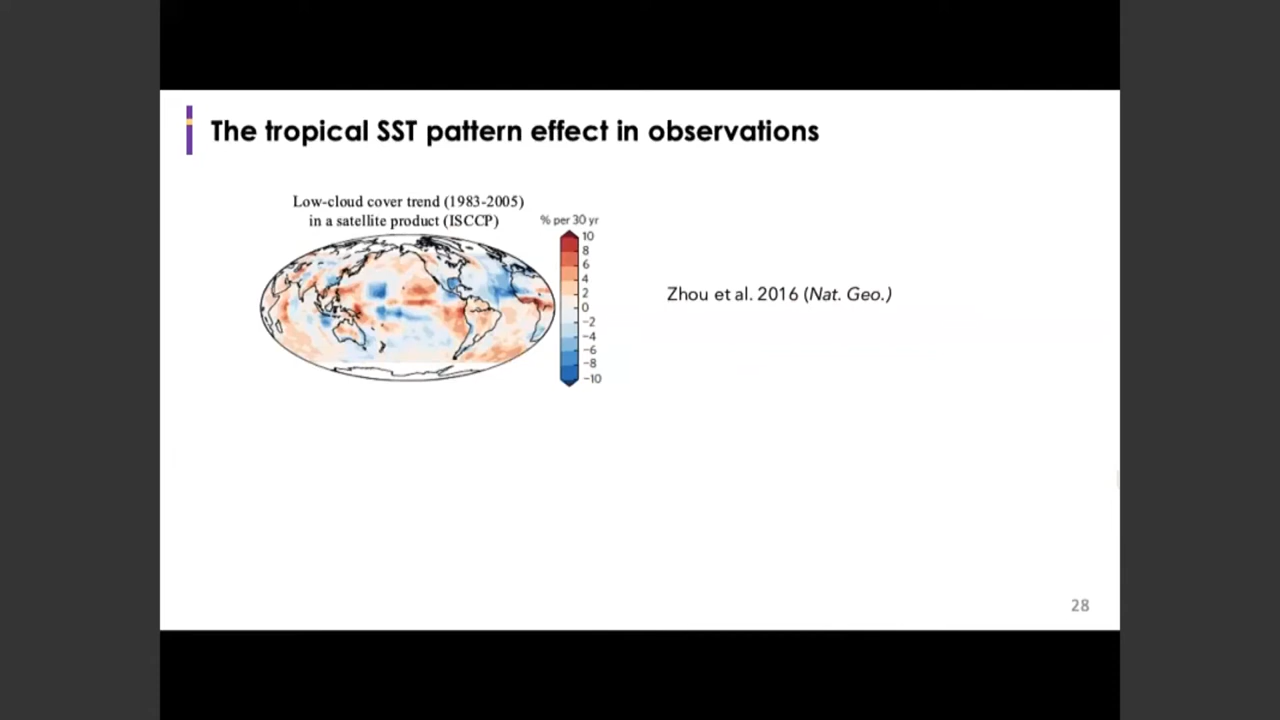 The tropical SST pattern effect in observations
Low-cloud cover trend (1983-2005)
in a satellite product (ISCCP)
% per 30 yr
10
8
6
4
2
0
−2
−4
−6
−8
−10
Zhou et al. 2016 (Nat. Geo.)
28